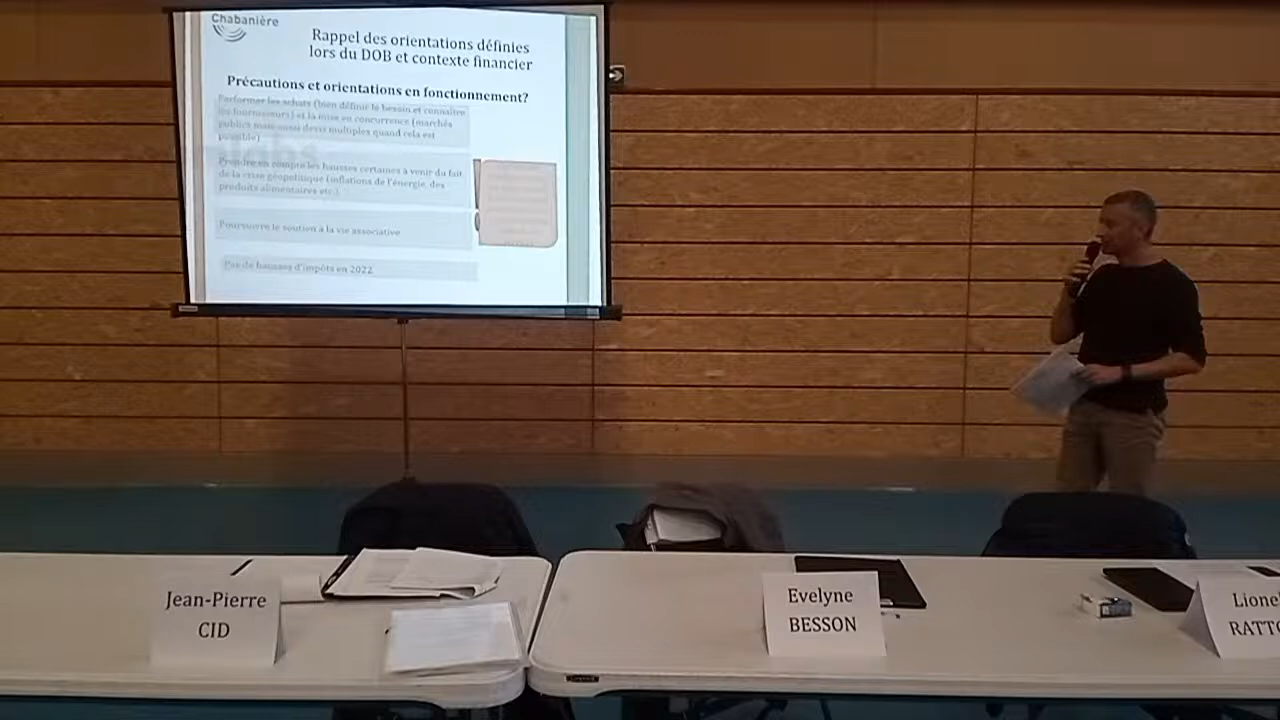 Chabanière
Rappel des orientations définies
lors du DOB et contexte financier
Précautions et orientations en fonctionnement?
Performer les achats (bien définir le besoin et connaître
les fournisseurs) et la mise en concurrence (marchés
publics mais aussi devis multiples quand cela est
possible)
Prendre en compte les hausses certaines à venir du fait
de la crise géopolitique (inflations de l'énergie, des
produits alimentaires etc.)
Poursuivre le soutien à la vie associative
Pas de hausses d'impôts en 2022
Jean-Pierre
CID
Evelyne
BESSON
Lione
RATT